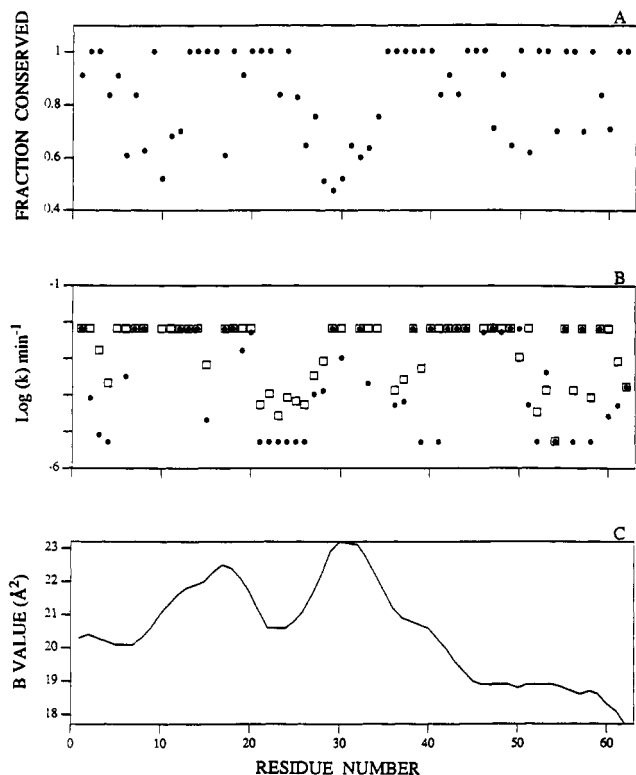 A
FRACTION CONSERVED
1
0.8
0.6
0.4
B
Log (k) min⁻¹
-1
-6
C
B VALUE (Å²)
23
22
21
20
19
18
0 10 20 30 40 50 60
RESIDUE NUMBER